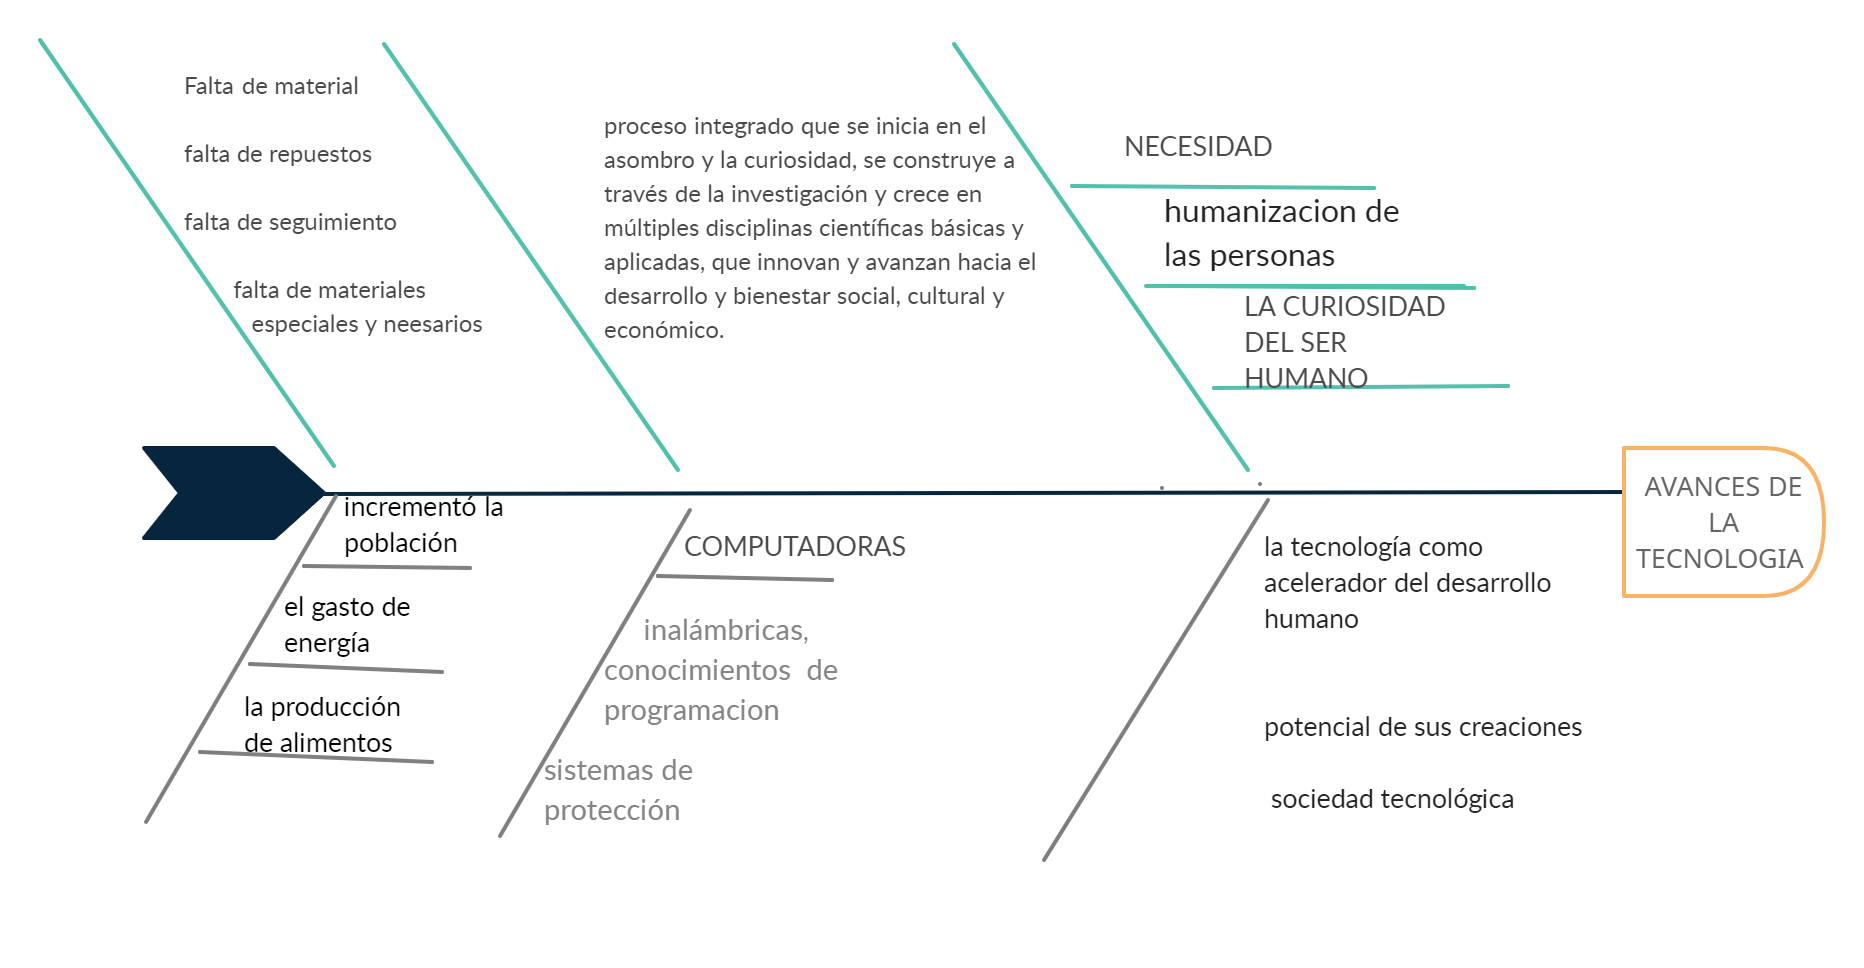 Falta de material
falta de repuestos
falta de seguimiento
falta de materiales
especiales y neesarios
proceso integrado que se inicia en el
asombro y la curiosidad, se construye a
través de la investigación y crece en
múltiples disciplinas científicas básicas y
aplicadas, que innovan y avanzan hacia el
desarrollo y bienestar social, cultural y
económico.
NECESIDAD
humanizacion de
las personas
LA CURIOSIDAD
DEL SER
HUMANO
AVANCES DE
LA
TECNOLOGIA
incrementó la
población
el gasto de
energía
la producción
de alimentos
COMPUTADORAS
inalámbricas,
conocimientos  de
programacion
sistemas de
protección
la tecnología como
acelerador del desarrollo
humano
potencial de sus creaciones
sociedad tecnológica